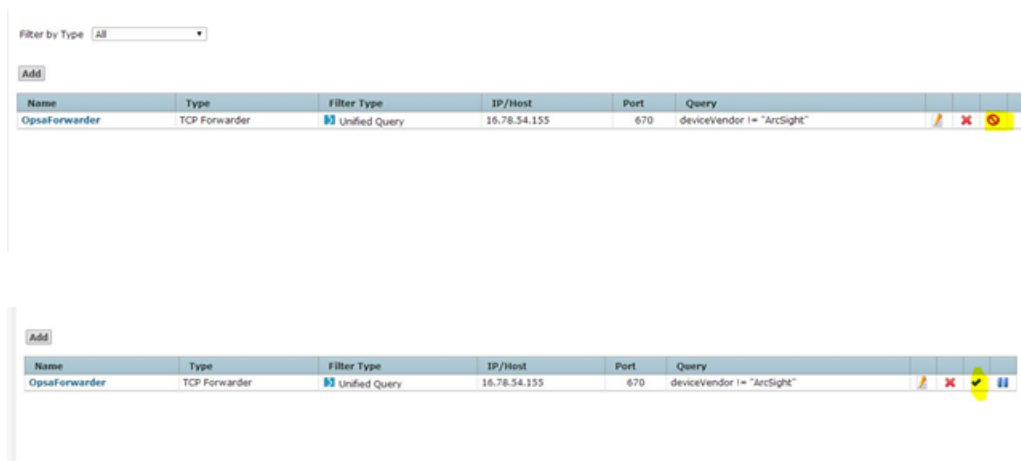 Filter by Type All
Add
Name Type Filter Type IP/Host Port Query
OpsaForwarder TCP Forwarder Unified Query 16.78.54.155 670 deviceVendor != "ArcSight"
Add
Name Type Filter Type IP/Host Port Query
OpsaForwarder TCP Forwarder Unified Query 16.78.54.155 670 deviceVendor != "ArcSight"